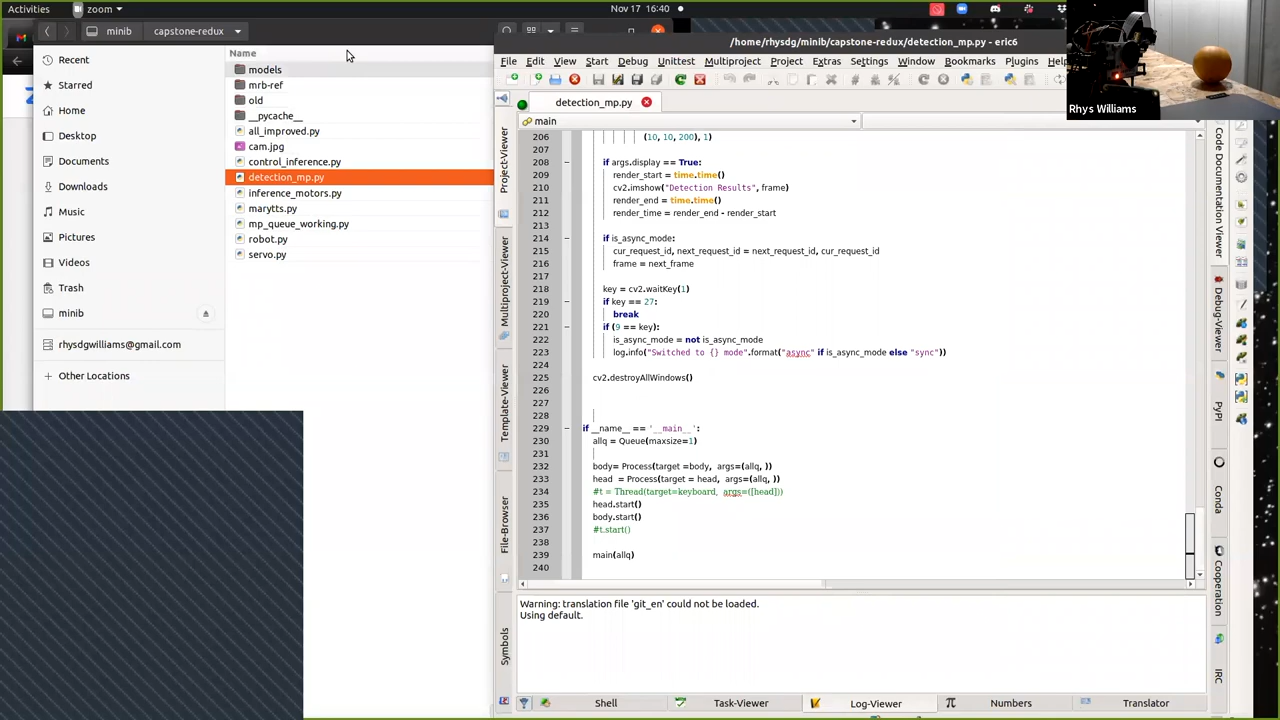 Activities
zoom
Nov 17 16:40
minib
capstone-redux
/home/rhysdg/minib/capstone-redux/detection_mp.py - eric6
Rhys Williams
Recent
Starred
Home
Desktop
Documents
Downloads
Music
Pictures
Videos
Trash
minib
rhysdgwilliams@gmail.com
Other Locations
Name
models
mrb-ref
old
__pycache__
all_improved.py
cam.jpg
control_inference.py
detection_mp.py
inference_motors.py
marytts.py
mp_queue_working.py
robot.py
servo.py
File Edit View Start Debug Unittest Multiproject Project Extras Settings Window Bookmarks Plugins
detection_mp.py
main
Project-Viewer
Multiproject-Viewer
Template-Viewer
File-Browser
Symbols
206 (10, 10, 200), 1)
207
208 if args.display == True:
209 render_start = time.time()
210 cv2.imshow("Detection Results", frame)
211 render_end = time.time()
212 render_time = render_end - render_start
213
214 if is_async_mode:
215 cur_request_id, next_request_id = next_request_id, cur_request_id
216 frame = next_frame
217
218 key = cv2.waitKey(1)
219 if key == 27:
220 break
221 if (9 == key):
222 is_async_mode = not is_async_mode
223 log.info("Switched to {} mode".format("async" if is_async_mode else "sync"))
224
225 cv2.destroyAllWindows()
226
227
228
229 if __name__ == '__main__':
230 allq = Queue(maxsize=1)
231
232 body= Process(target =body, args=(allq, ))
233 head = Process(target = head, args=(allq, ))
234 #t = Thread(target=keyboard, args=([head]))
235 head.start()
236 body.start()
237 #t.start()
238
239 main(allq)
240
Code Documentation Viewer
Debug-Viewer
PyPI
Conda
Cooperation
IRC
Warning: translation file 'git_en' could not be loaded.
Using default.
Shell
Task-Viewer
Log-Viewer
Numbers
Translator